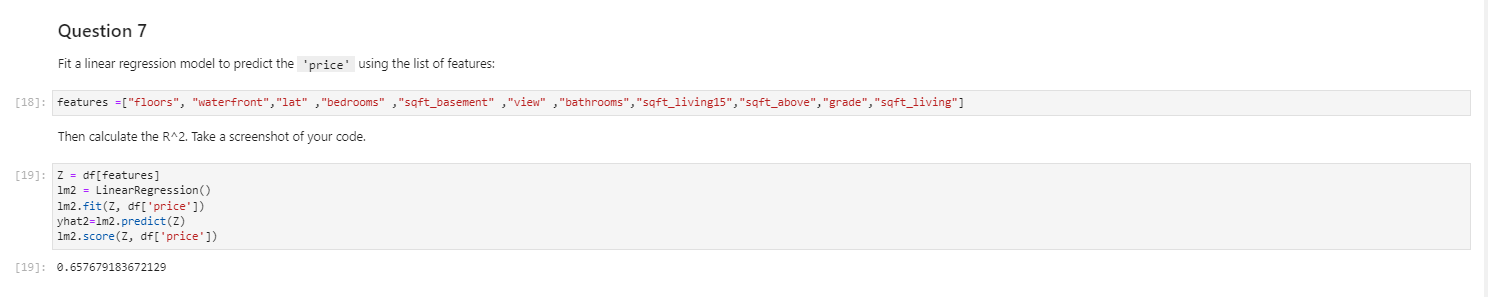 Question 7
Fit a linear regression model to predict the 'price' using the list of features:
[18]: features =["floors", "waterfront","lat" ,"bedrooms" ,"sqft_basement" ,"view" ,"bathrooms","sqft_living15","sqft_above","grade","sqft_living"]
Then calculate the R^2. Take a screenshot of your code.
[19]: Z = df[features]
lm2 = LinearRegression()
lm2.fit(Z, df['price'])
yhat2=lm2.predict(Z)
lm2.score(Z, df['price'])
[19]: 0.657679183672129